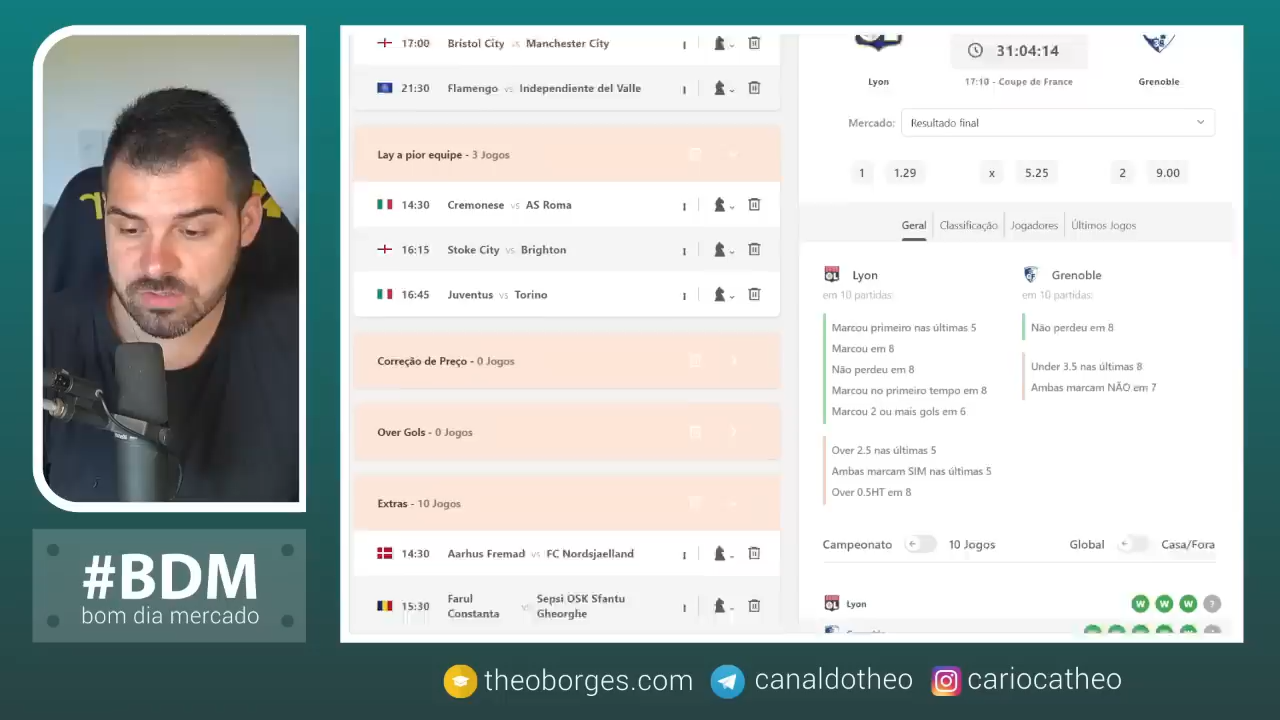 17:00 Bristol City vs Manchester City
21:30 Flamengo vs Independiente del Valle
Lay a pior equipe - 3 Jogos
14:30 Cremonese vs AS Roma
16:15 Stoke City vs Brighton
16:45 Juventus vs Torino
Correção de Preço - 0 Jogos
Over Gols - 0 Jogos
Extras - 10 Jogos
14:30 Aarhus Fremad vs FC Nordsjaelland
15:30 Farul Constanta vs Sepsi OSK Sfantu Gheorghe
31:04:14
Lyon
17:10 - Coupe de France
Grenoble
Mercado: Resultado final
1 1.29 x 5.25 2 9.00
Geral Classificação Jogadores Últimos Jogos
Lyon
em 10 partidas:
Marcou primeiro nas últimas 5
Marcou em 8
Não perdeu em 8
Marcou no primeiro tempo em 8
Marcou 2 ou mais gols em 6
Over 2.5 nas últimas 5
Ambas marcam SIM nas últimas 5
Over 0.5HT em 8
Grenoble
em 10 partidas:
Não perdeu em 8
Under 3.5 nas últimas 8
Ambas marcam NÃO em 7
Campeonato 10 Jogos Global Casa/Fora
Lyon W W W ?
#BDM
bom dia mercado
theoborges.com canaldotheo cariocatheo